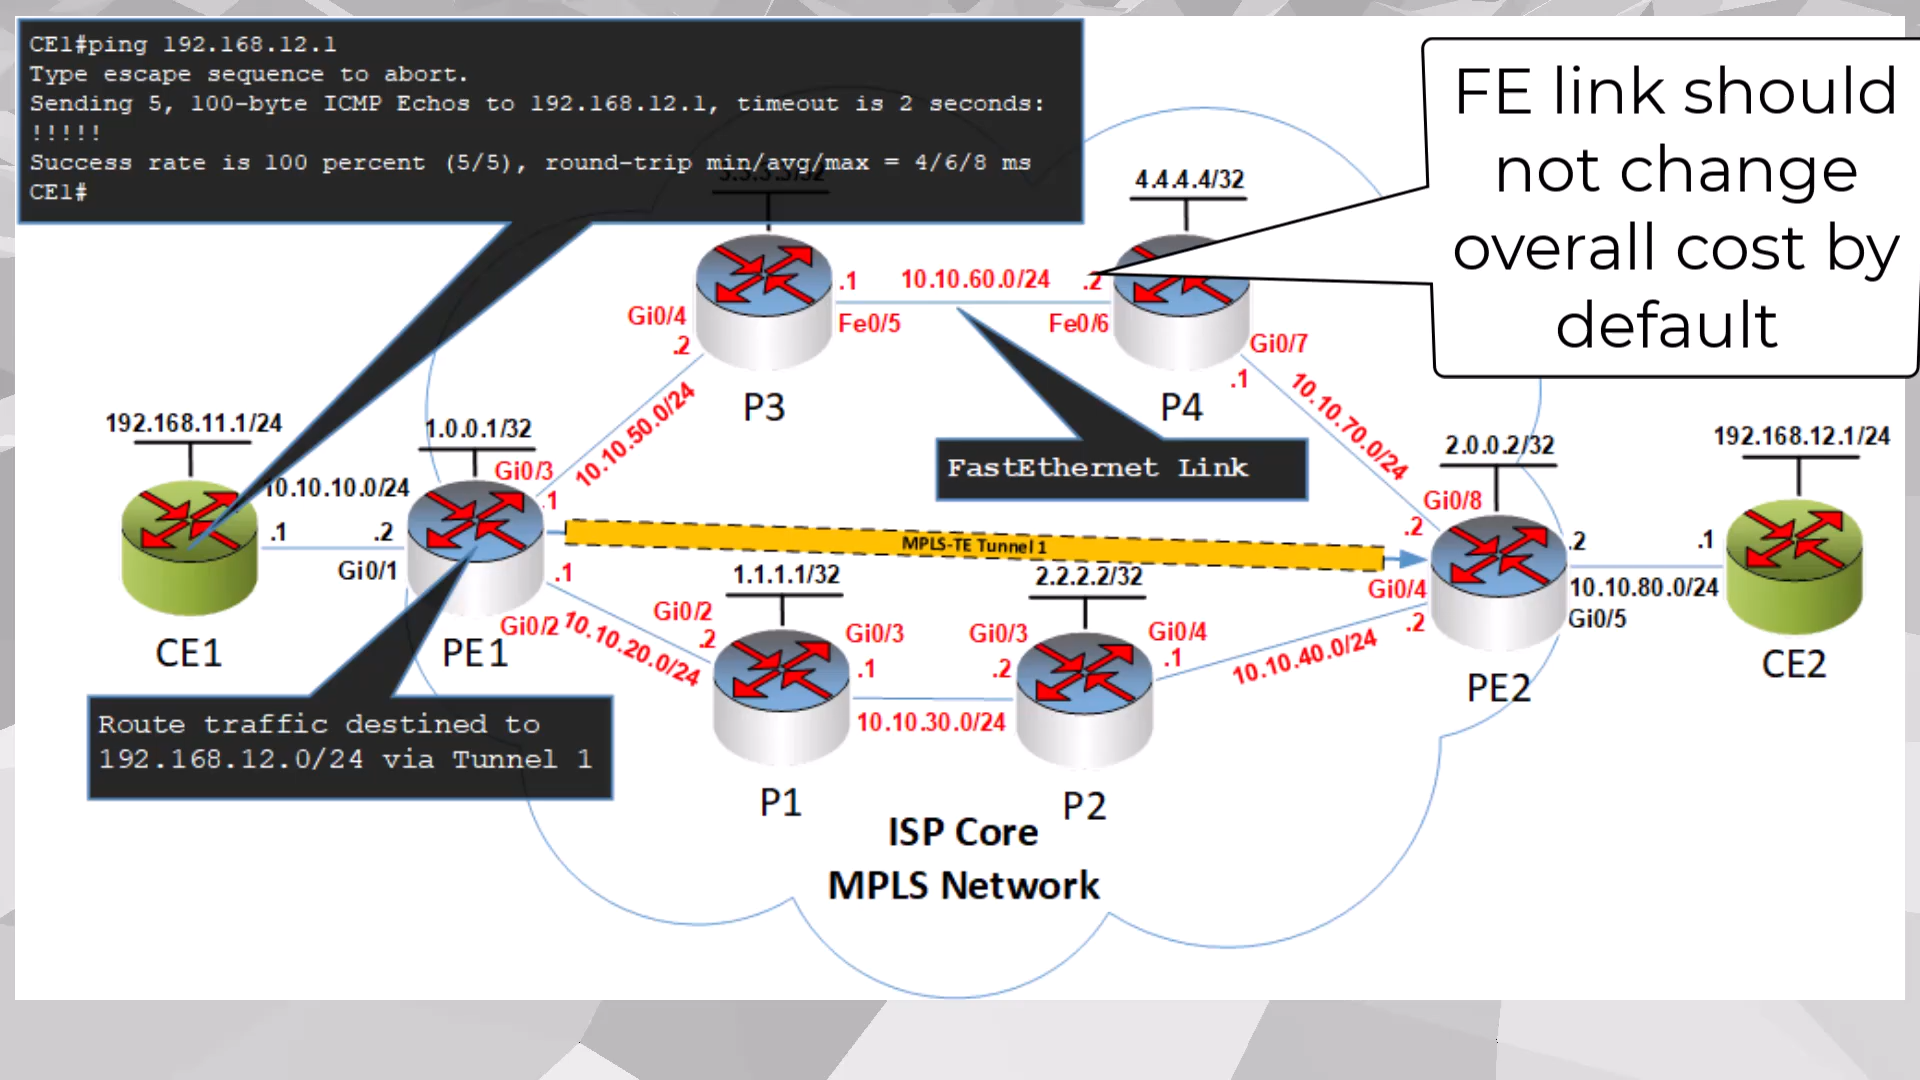 CE1#ping 192.168.12.1
Type escape sequence to abort.
Sending 5, 100-byte ICMP Echos to 192.168.12.1, timeout is 2 seconds:
!!!!!
Success rate is 100 percent (5/5), round-trip min/avg/max = 4/6/8 ms
CE1#
FE link should
not change
overall cost by
default
3.3.3.3/32
4.4.4.4/32
.1
10.10.60.0/24
.2
Gi0/4
Fe0/5
Fe0/6
Gi0/7
.2
.1
10.10.50.0/24
P3
P4
10.10.70.0/24
FastEthernet Link
192.168.11.1/24
1.0.0.1/32
2.0.0.2/32
192.168.12.1/24
Gi0/3
10.10.10.0/24
.1
Gi0/8
.1
.2
MPLS-TE Tunnel 1
.2
.2
.1
Gi0/1
.1
1.1.1.1/32
2.2.2.2/32
Gi0/4
10.10.80.0/24
Gi0/5
CE1
PE1
Gi0/2
10.10.20.0/24
Gi0/2
.2
Gi0/3
.1
Gi0/3
.2
Gi0/4
.1
10.10.40.0/24
.2
PE2
CE2
10.10.30.0/24
Route traffic destined to
192.168.12.0/24 via Tunnel 1
P1
P2
ISP Core
MPLS Network